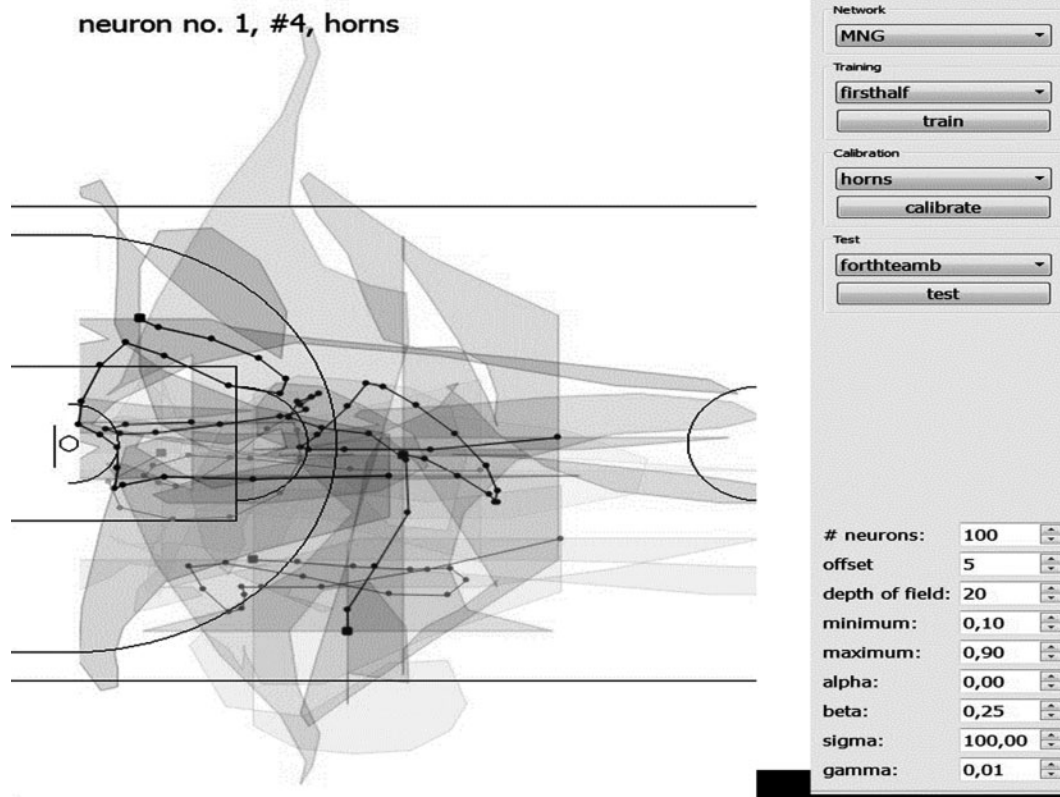 neuron no. 1, #4, horns
Network
MNG
Training
firsthalf
train
Calibration
horns
calibrate
Test
forthteamb
test
# neurons: 100
offset 5
depth of field: 20
minimum: 0,10
maximum: 0,90
alpha: 0,00
beta: 0,25
sigma: 100,00
gamma: 0,01